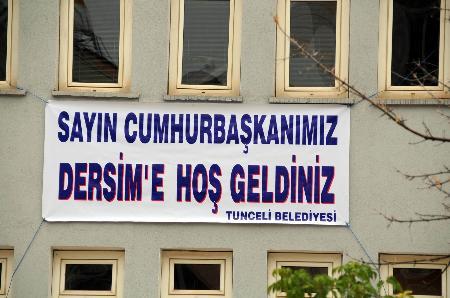 SAYIN CUMHURBAŞKANIMIZ
DERSİM'E HOŞ GELDİNİZ
TUNCELİ BELEDİYESİ